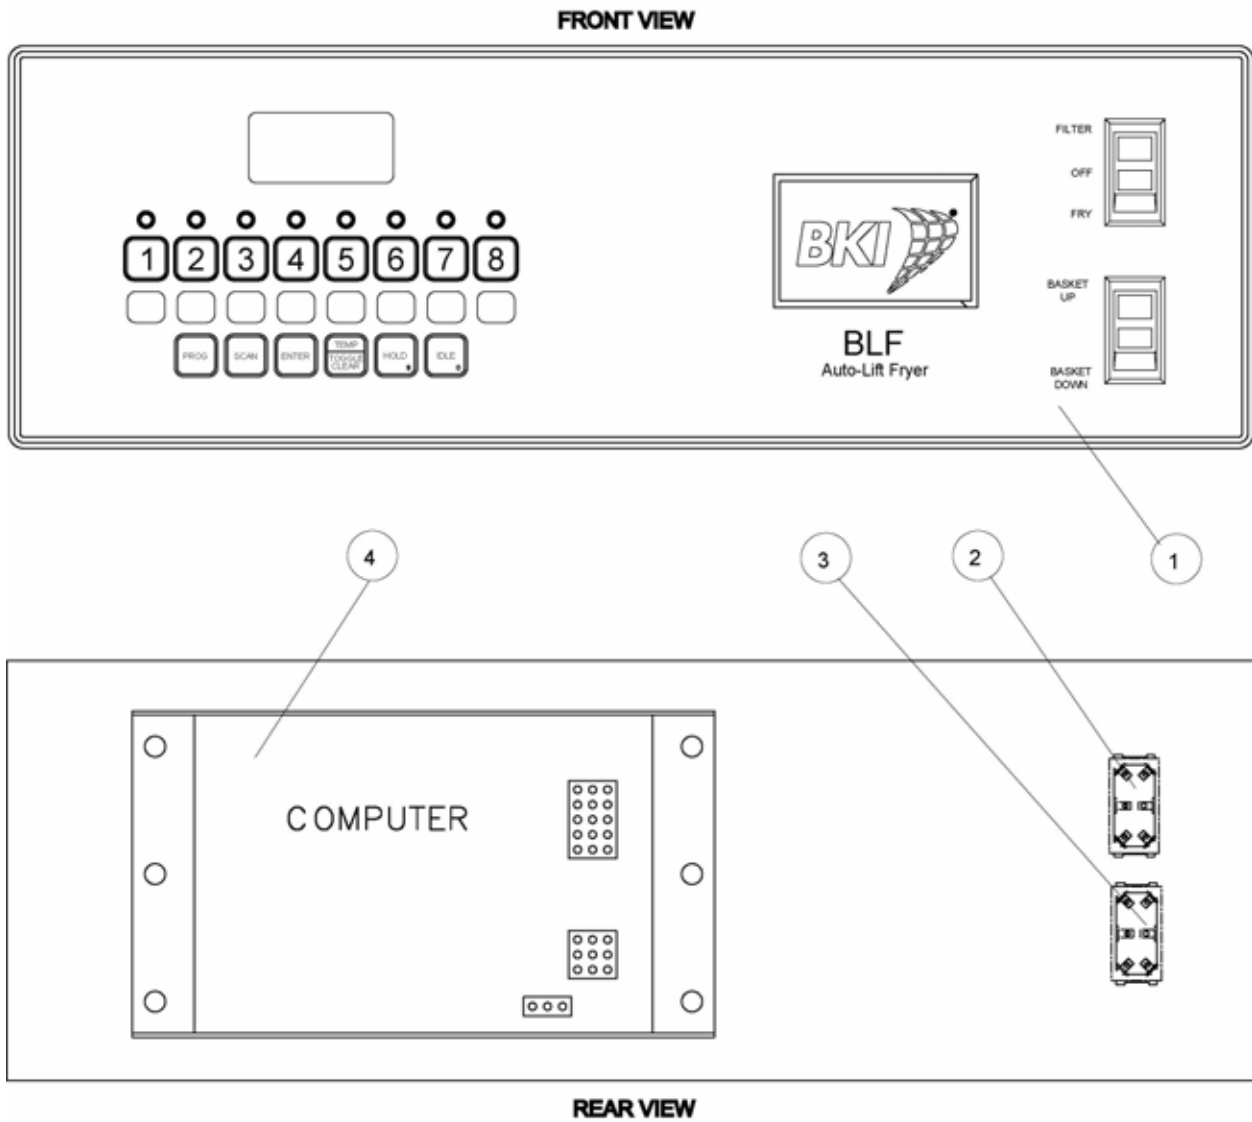 FRONT VIEW
FILTER
OFF
FRY
1 2 3 4 5 6 7 8
BKI
BASKET
UP
PROG SCAN ENTER TEMP HOLD IDLE
TOGGLE
CLEAR
BLF
Auto-Lift Fryer
BASKET
DOWN
4
3
2
1
COMPUTER
REAR VIEW